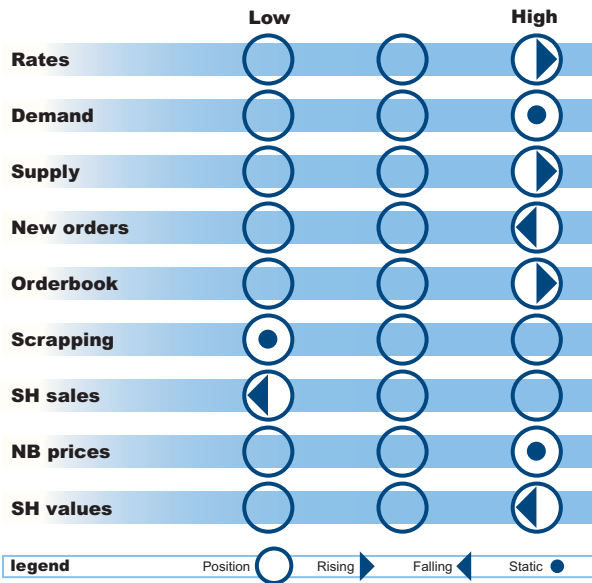 Low High
Rates
Demand
Supply
New orders
Orderbook
Scrapping
SH sales
NB prices
SH values
legend Position Rising Falling Static